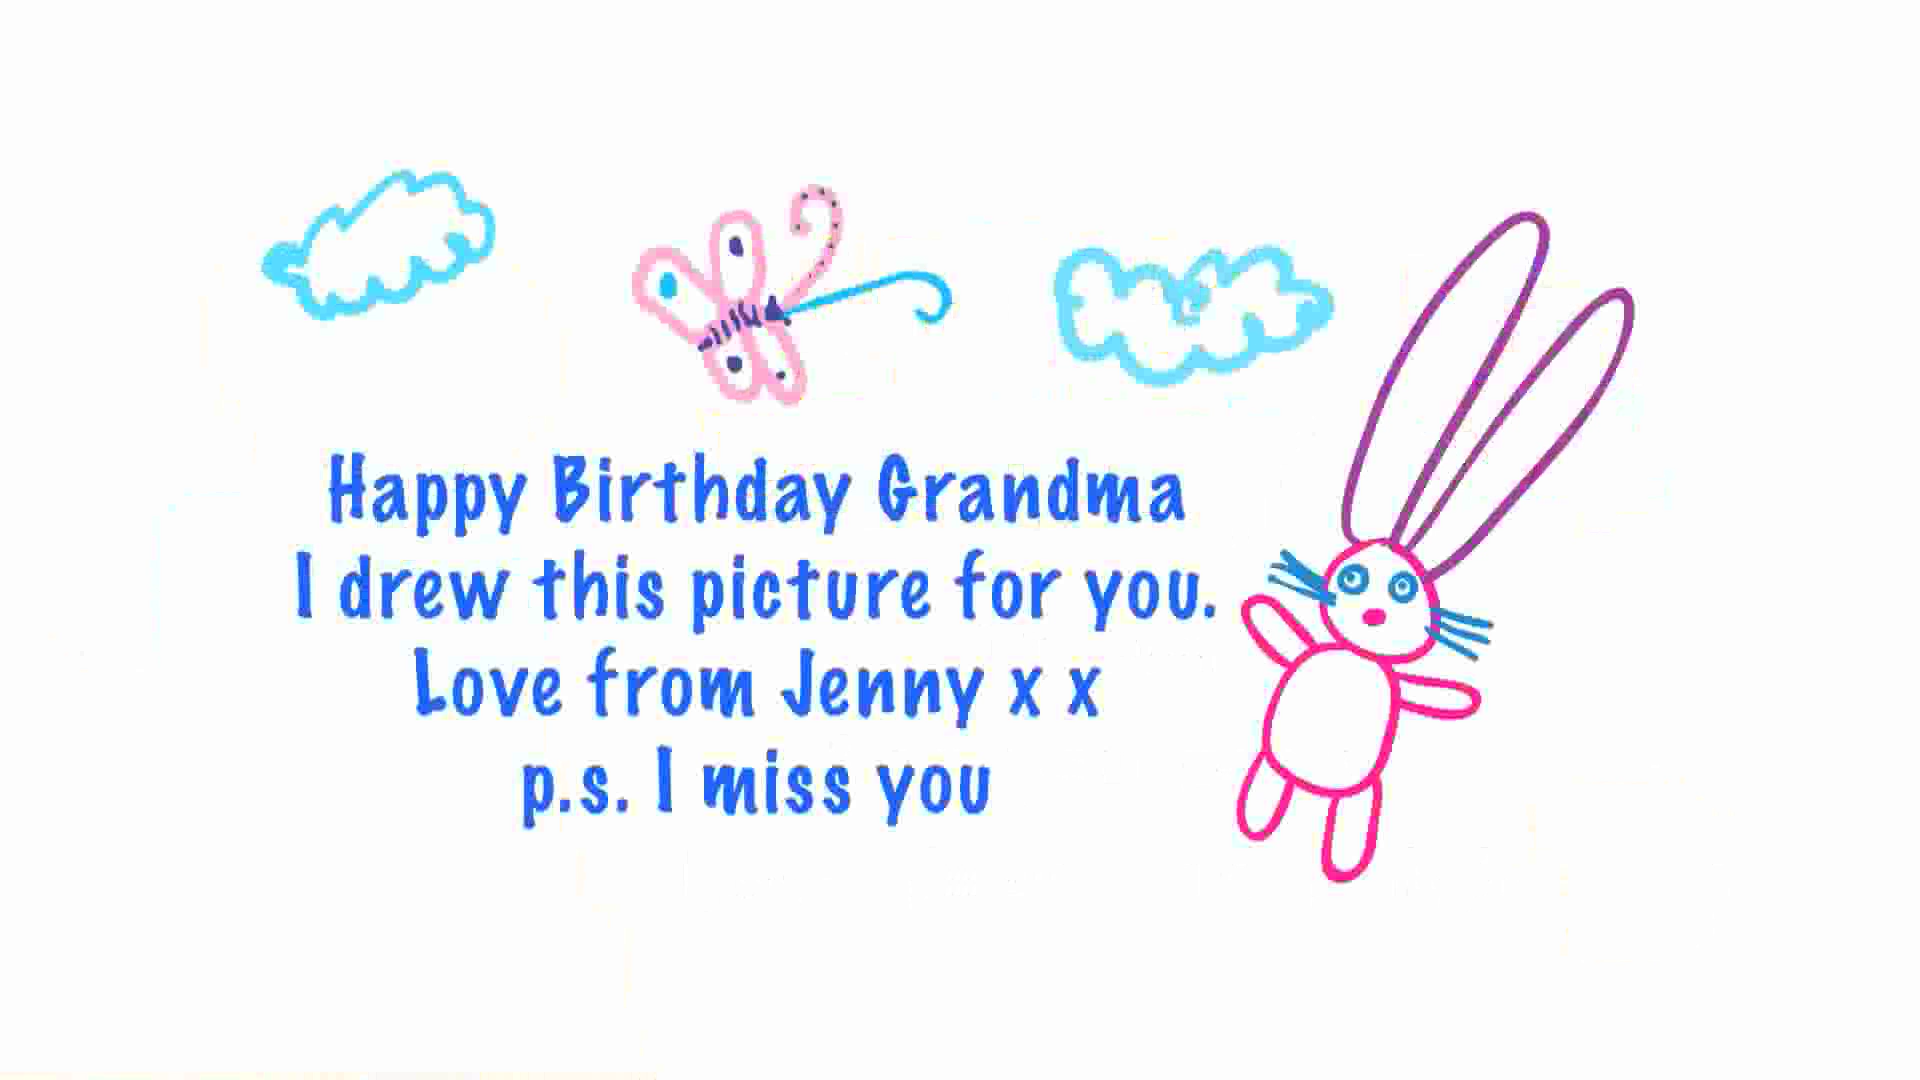 Happy Birthday Grandma
I drew this picture for you.
Love from Jenny x x
p.s. I miss you